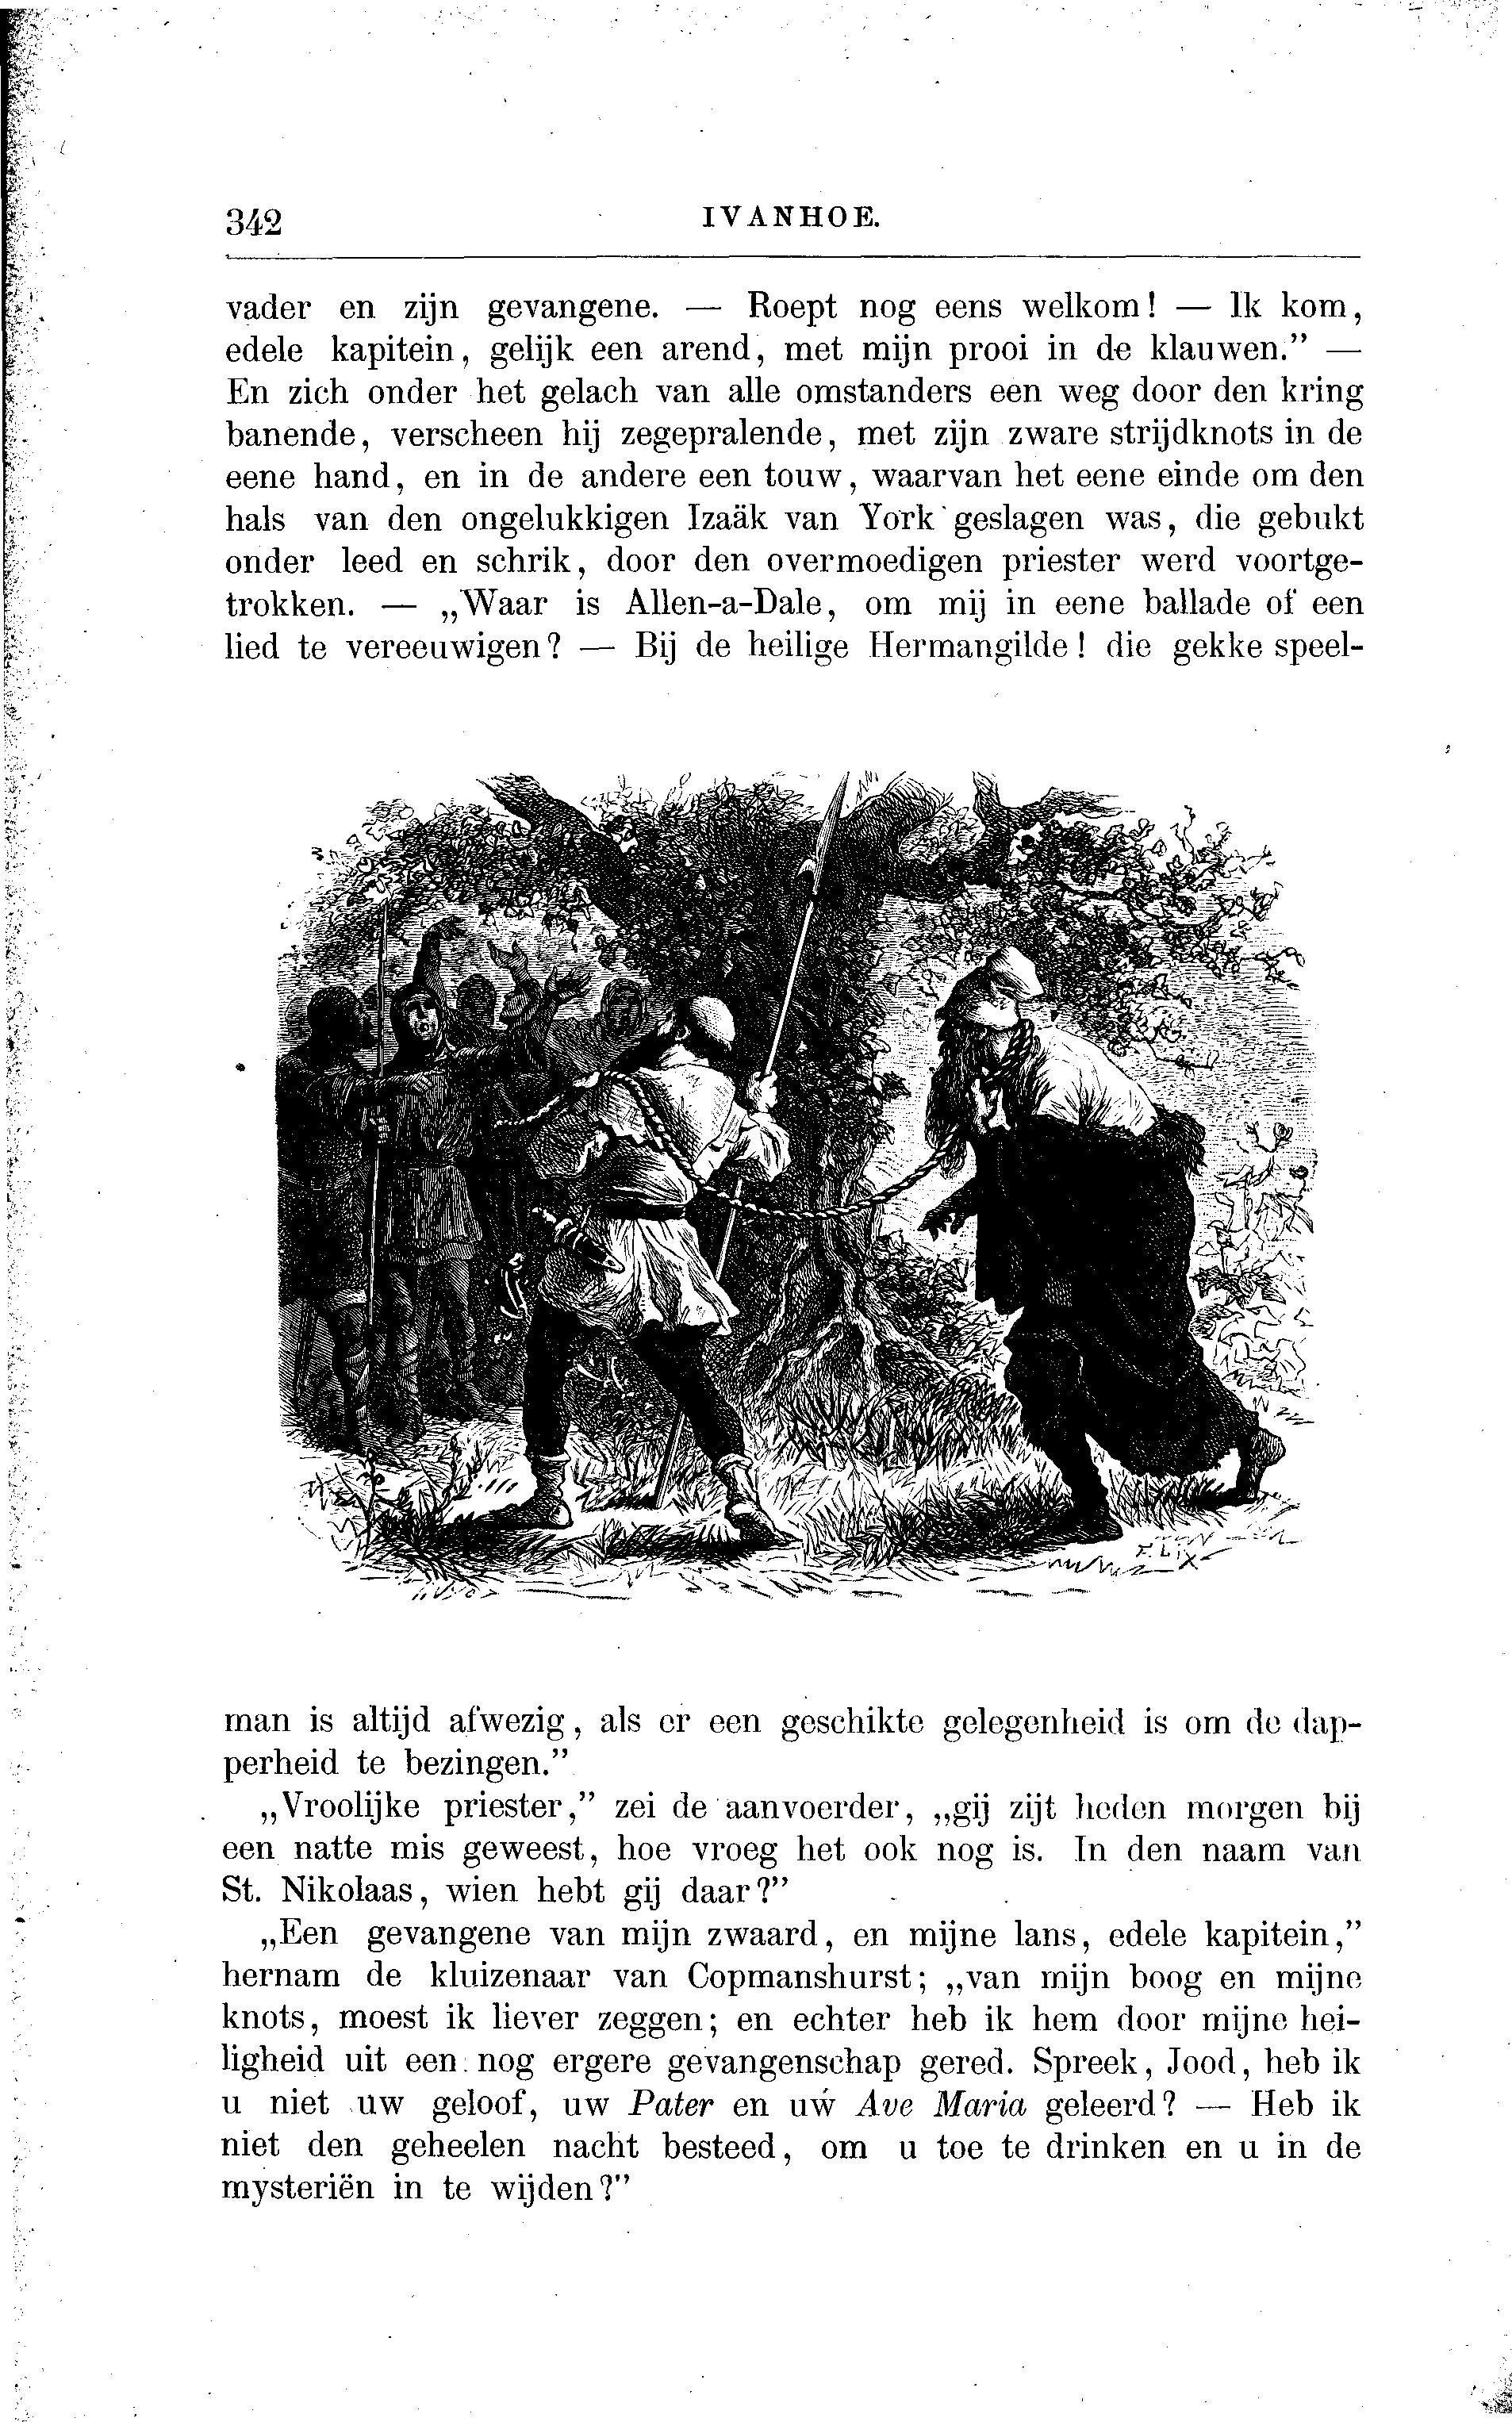 342
IVANHOE.
vader en zijn gevangene. — Roept nog eens welkom! — Ik kom,
edele kapitein, gelijk een arend, met mijn prooi in de klauwen.” —
En zich onder het gelach van alle omstanders een weg door den kring
banende, verscheen hij zegepralende, met zijn zware strijdknots in de
eene hand, en in de andere een touw, waarvan het eene einde om den
hals van den ongelukkigen Izaäk van York geslagen was, die gebukt
onder leed en schrik, door den overmoedigen priester werd voortge-
trokken. — „Waar is Allen-a-Dale, om mij in eene ballade of een
lied te vereeuwigen? — Bij de heilige Hermangilde! die gekke speel-
F. LIX
man is altijd afwezig, als er een geschikte gelegenheid is om de dap-
perheid te bezingen.”
„Vroolijke priester,” zei de aanvoerder, „gij zijt heden morgen bij
een natte mis geweest, hoe vroeg het ook nog is. In den naam van
St. Nikolaas, wien hebt gij daar?”
„Een gevangene van mijn zwaard, en mijne lans, edele kapitein,”
hernam de kluizenaar van Copmanshurst; „van mijn boog en mijne
knots, moest ik liever zeggen; en echter heb ik hem door mijne hei-
ligheid uit een nog ergere gevangenschap gered. Spreek, Jood, heb ik
u niet uw geloof, uw Pater en uw Ave Maria geleerd? — Heb ik
niet den geheelen nacht besteed, om u toe te drinken en u in de
mysteriën in te wijden?”